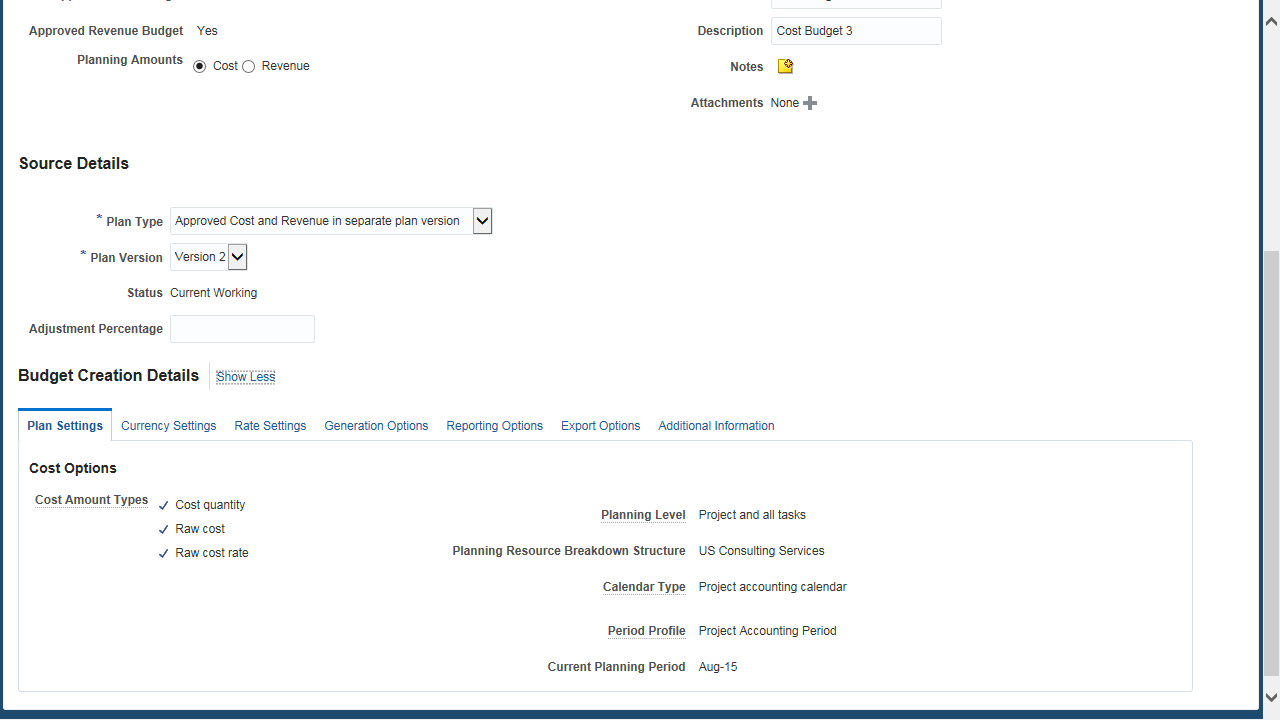 Approved Revenue Budget Yes
Planning Amounts Cost Revenue
Description Cost Budget 3
Notes
Attachments None
Source Details
* Plan Type Approved Cost and Revenue in separate plan version
* Plan Version Version 2
Status Current Working
Adjustment Percentage
Budget Creation Details Show Less
Plan Settings Currency Settings Rate Settings Generation Options Reporting Options Export Options Additional Information
Cost Options
Cost Amount Types Cost quantity
Raw cost
Raw cost rate
Planning Level Project and all tasks
Planning Resource Breakdown Structure US Consulting Services
Calendar Type Project accounting calendar
Period Profile Project Accounting Period
Current Planning Period Aug-15